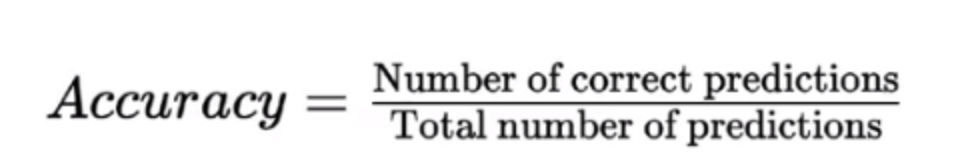 Accuracy = Number of correct predictions
Total number of predictions